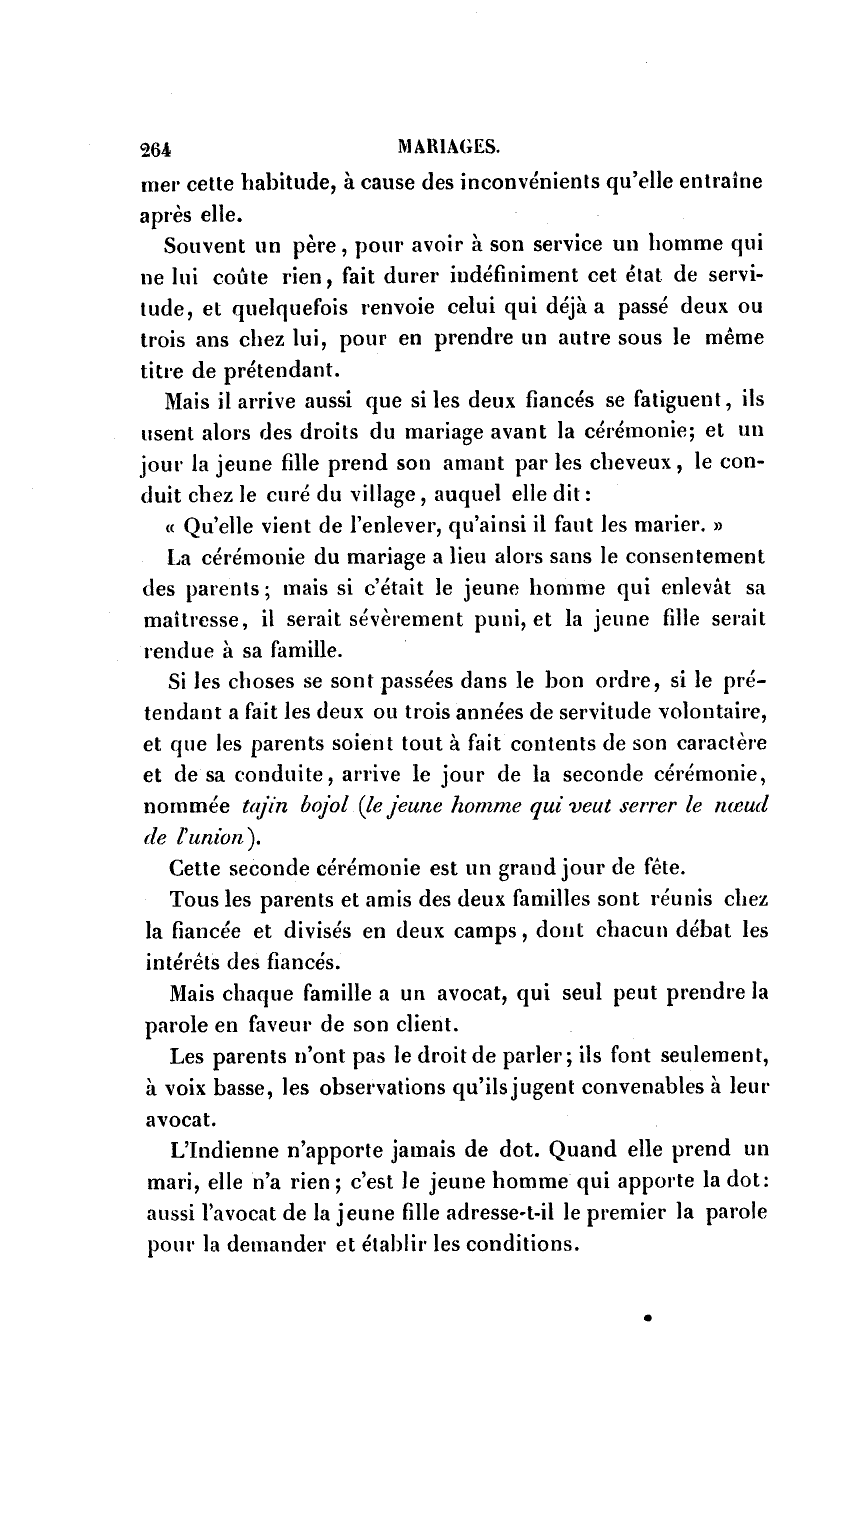 264 MARIAGES.
mer cette habitude, à cause des inconvénients qu'elle entraîne
après elle.
Souvent un père, pour avoir à son service un homme qui
ne lui coûte rien, fait durer indéfiniment cet état de servi-
tude, et quelquefois renvoie celui qui déjà a passé deux ou
trois ans chez lui, pour en prendre un autre sous le même
titre de prétendant.
Mais il arrive aussi que si les deux fiancés se fatiguent, ils
usent alors des droits du mariage avant la cérémonie; et un
jour la jeune fille prend son amant par les cheveux, le con-
duit chez le curé du village, auquel elle dit:
« Qu'elle vient de l'enlever, qu'ainsi il faut les marier. »
La cérémonie du mariage a lieu alors sans le consentement
des parents; mais si c'était le jeune homme qui enlevât sa
maîtresse, il serait sévèrement puni, et la jeune fille serait
rendue à sa famille.
Si les choses se sont passées dans le bon ordre, si le pré-
tendant a fait les deux ou trois années de servitude volontaire,
et que les parents soient tout à fait contents de son caractère
et de sa conduite, arrive le jour de la seconde cérémonie,
nommée tajin bojol (le jeune homme qui veut serrer le nœud
de l'union).
Cette seconde cérémonie est un grand jour de fête.
Tous les parents et amis des deux familles sont réunis chez
la fiancée et divisés en deux camps, dont chacun débat les
intérêts des fiancés.
Mais chaque famille a un avocat, qui seul peut prendre la
parole en faveur de son client.
Les parents n'ont pas le droit de parler; ils font seulement,
à voix basse, les observations qu'ils jugent convenables à leur
avocat.
L'Indienne n'apporte jamais de dot. Quand elle prend un
mari, elle n'a rien; c'est le jeune homme qui apporte la dot:
aussi l'avocat de la jeune fille adresse-t-il le premier la parole
pour la demander et établir les conditions.